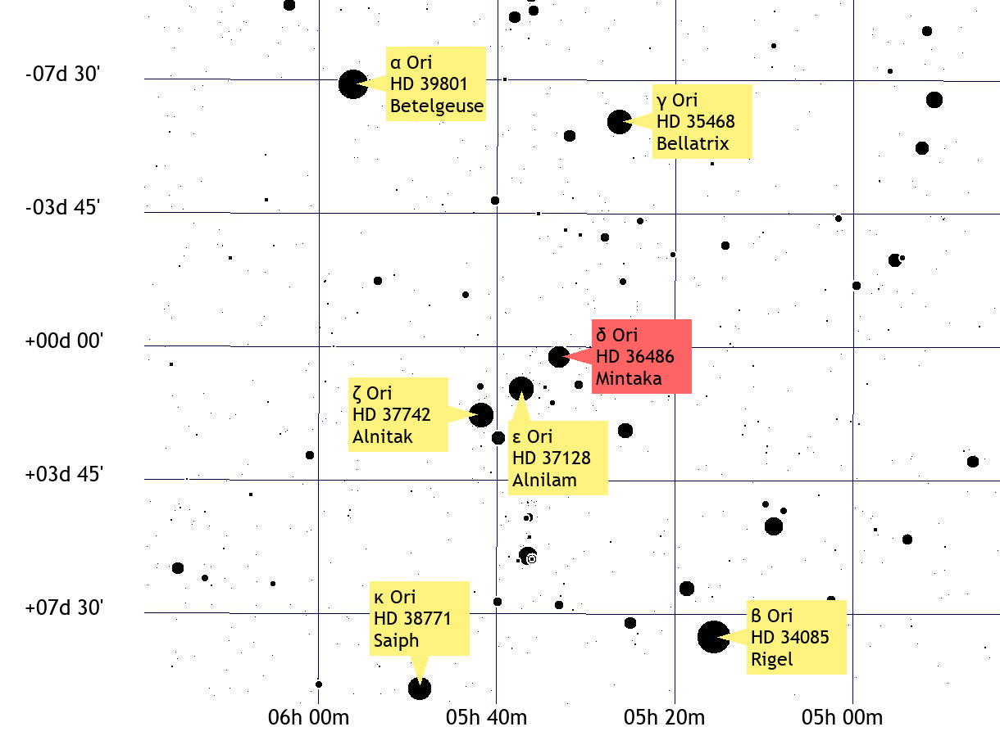 -07d 30'
α Ori
HD 39801
Betelgeuse
γ Ori
HD 35468
Bellatrix
-03d 45'
+00d 00'
δ Ori
HD 36486
Mintaka
ζ Ori
HD 37742
Alnitak
ε Ori
HD 37128
Alnilam
+03d 45'
κ Ori
HD 38771
Saiph
+07d 30'
β Ori
HD 34085
Rigel
06h 00m
05h 40m
05h 20m
05h 00m